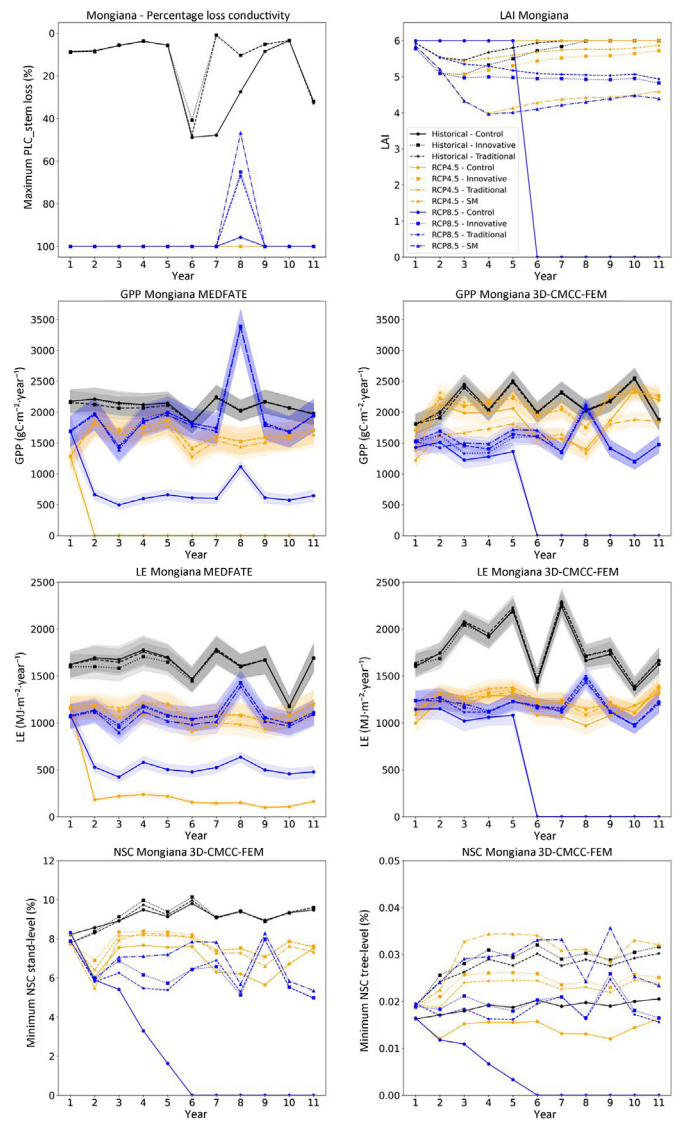 Mongiana - Percentage loss conductivity
Maximum PLC_stem loss (%)
0
20
40
60
80
100
1 2 3 4 5 6 7 8 9 10 11
Year
LAI Mongiana
LAI
6
5
4
3
2
1
0
Historical - Control
Historical - Innovative
Historical - Traditional
RCP4.5 - Control
RCP4.5 - Innovative
RCP4.5 - Traditional
RCP4.5 - SM
RCP8.5 - Control
RCP8.5 - Innovative
RCP8.5 - Traditional
RCP8.5 - SM
1 2 3 4 5 6 7 8 9 10 11
Year
GPP Mongiana MEDFATE
GPP (gC·m⁻²·year⁻¹)
3500
3000
2500
2000
1500
1000
500
0
1 2 3 4 5 6 7 8 9 10 11
Year
GPP Mongiana 3D-CMCC-FEM
GPP (gC·m⁻²·year⁻¹)
3500
3000
2500
2000
1500
1000
500
0
1 2 3 4 5 6 7 8 9 10 11
Year
LE Mongiana MEDFATE
LE (MJ·m⁻²·year⁻¹)
2500
2000
1500
1000
500
0
1 2 3 4 5 6 7 8 9 10 11
Year
LE Mongiana 3D-CMCC-FEM
LE (MJ·m⁻²·year⁻¹)
2500
2000
1500
1000
500
0
1 2 3 4 5 6 7 8 9 10 11
Year
NSC Mongiana 3D-CMCC-FEM
Minimum NSC stand-level (%)
12
10
8
6
4
2
0
1 2 3 4 5 6 7 8 9 10 11
Year
NSC Mongiana 3D-CMCC-FEM
Minimum NSC tree-level (%)
0.05
0.04
0.03
0.02
0.01
0.00
1 2 3 4 5 6 7 8 9 10 11
Year